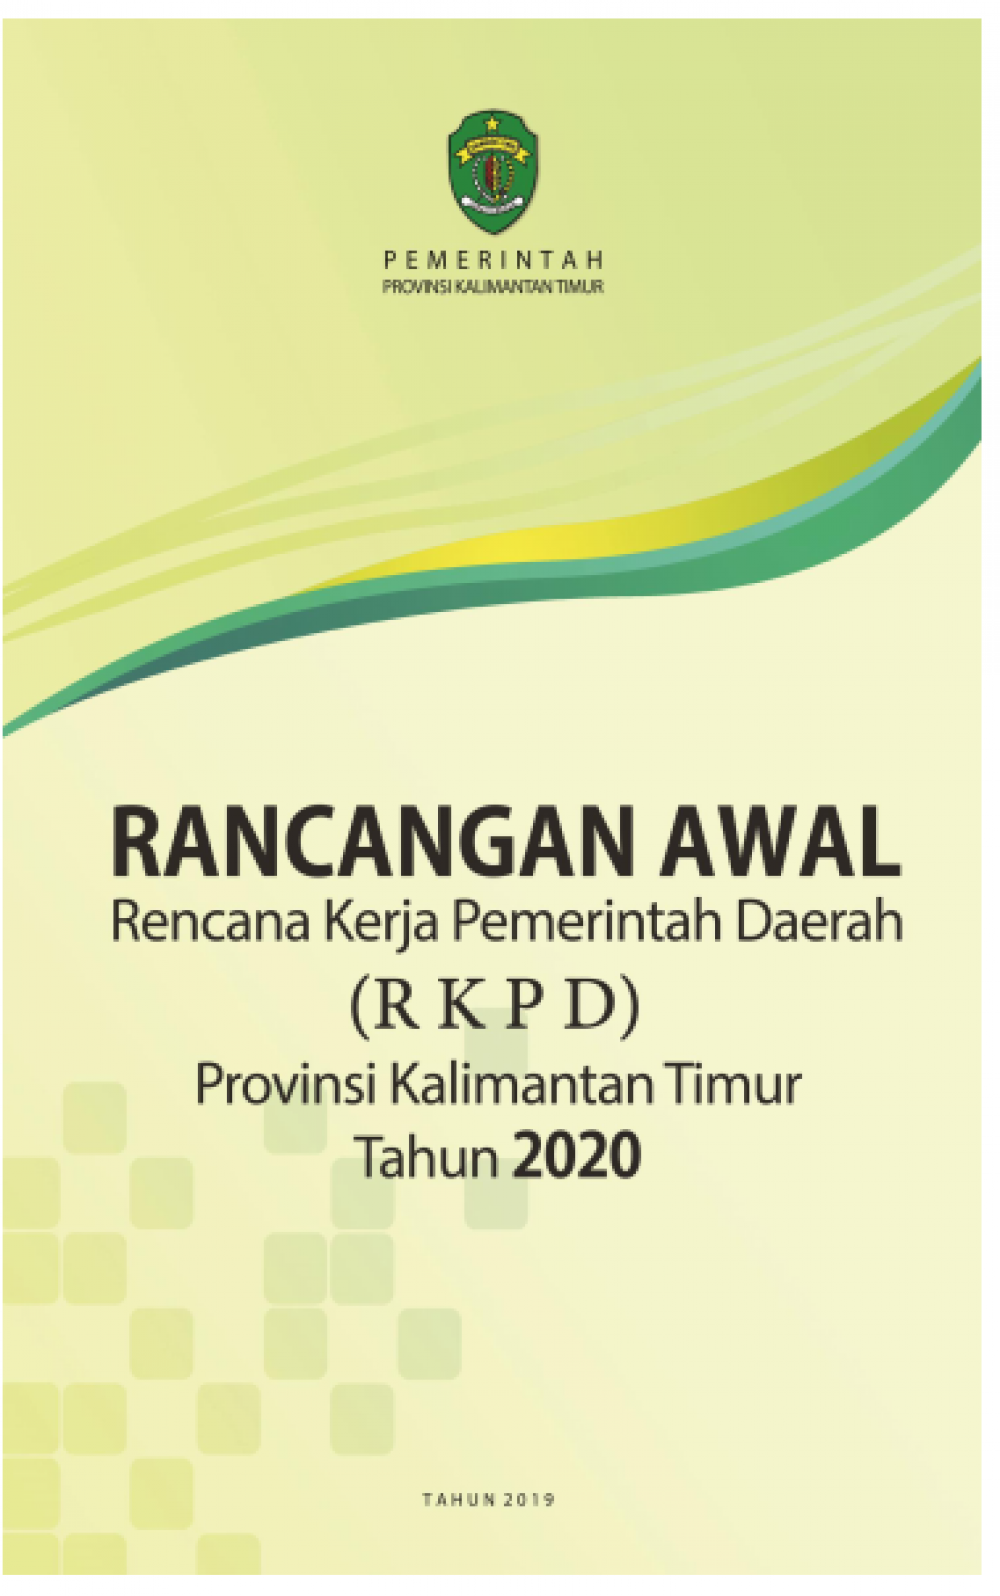 PEMERINTAH
PROVINSI KALIMANTAN TIMUR
RANCANGAN AWAL
Rencana Kerja Pemerintah Daerah
(R K P D)
Provinsi Kalimantan Timur
Tahun 2020
TAHUN 2019